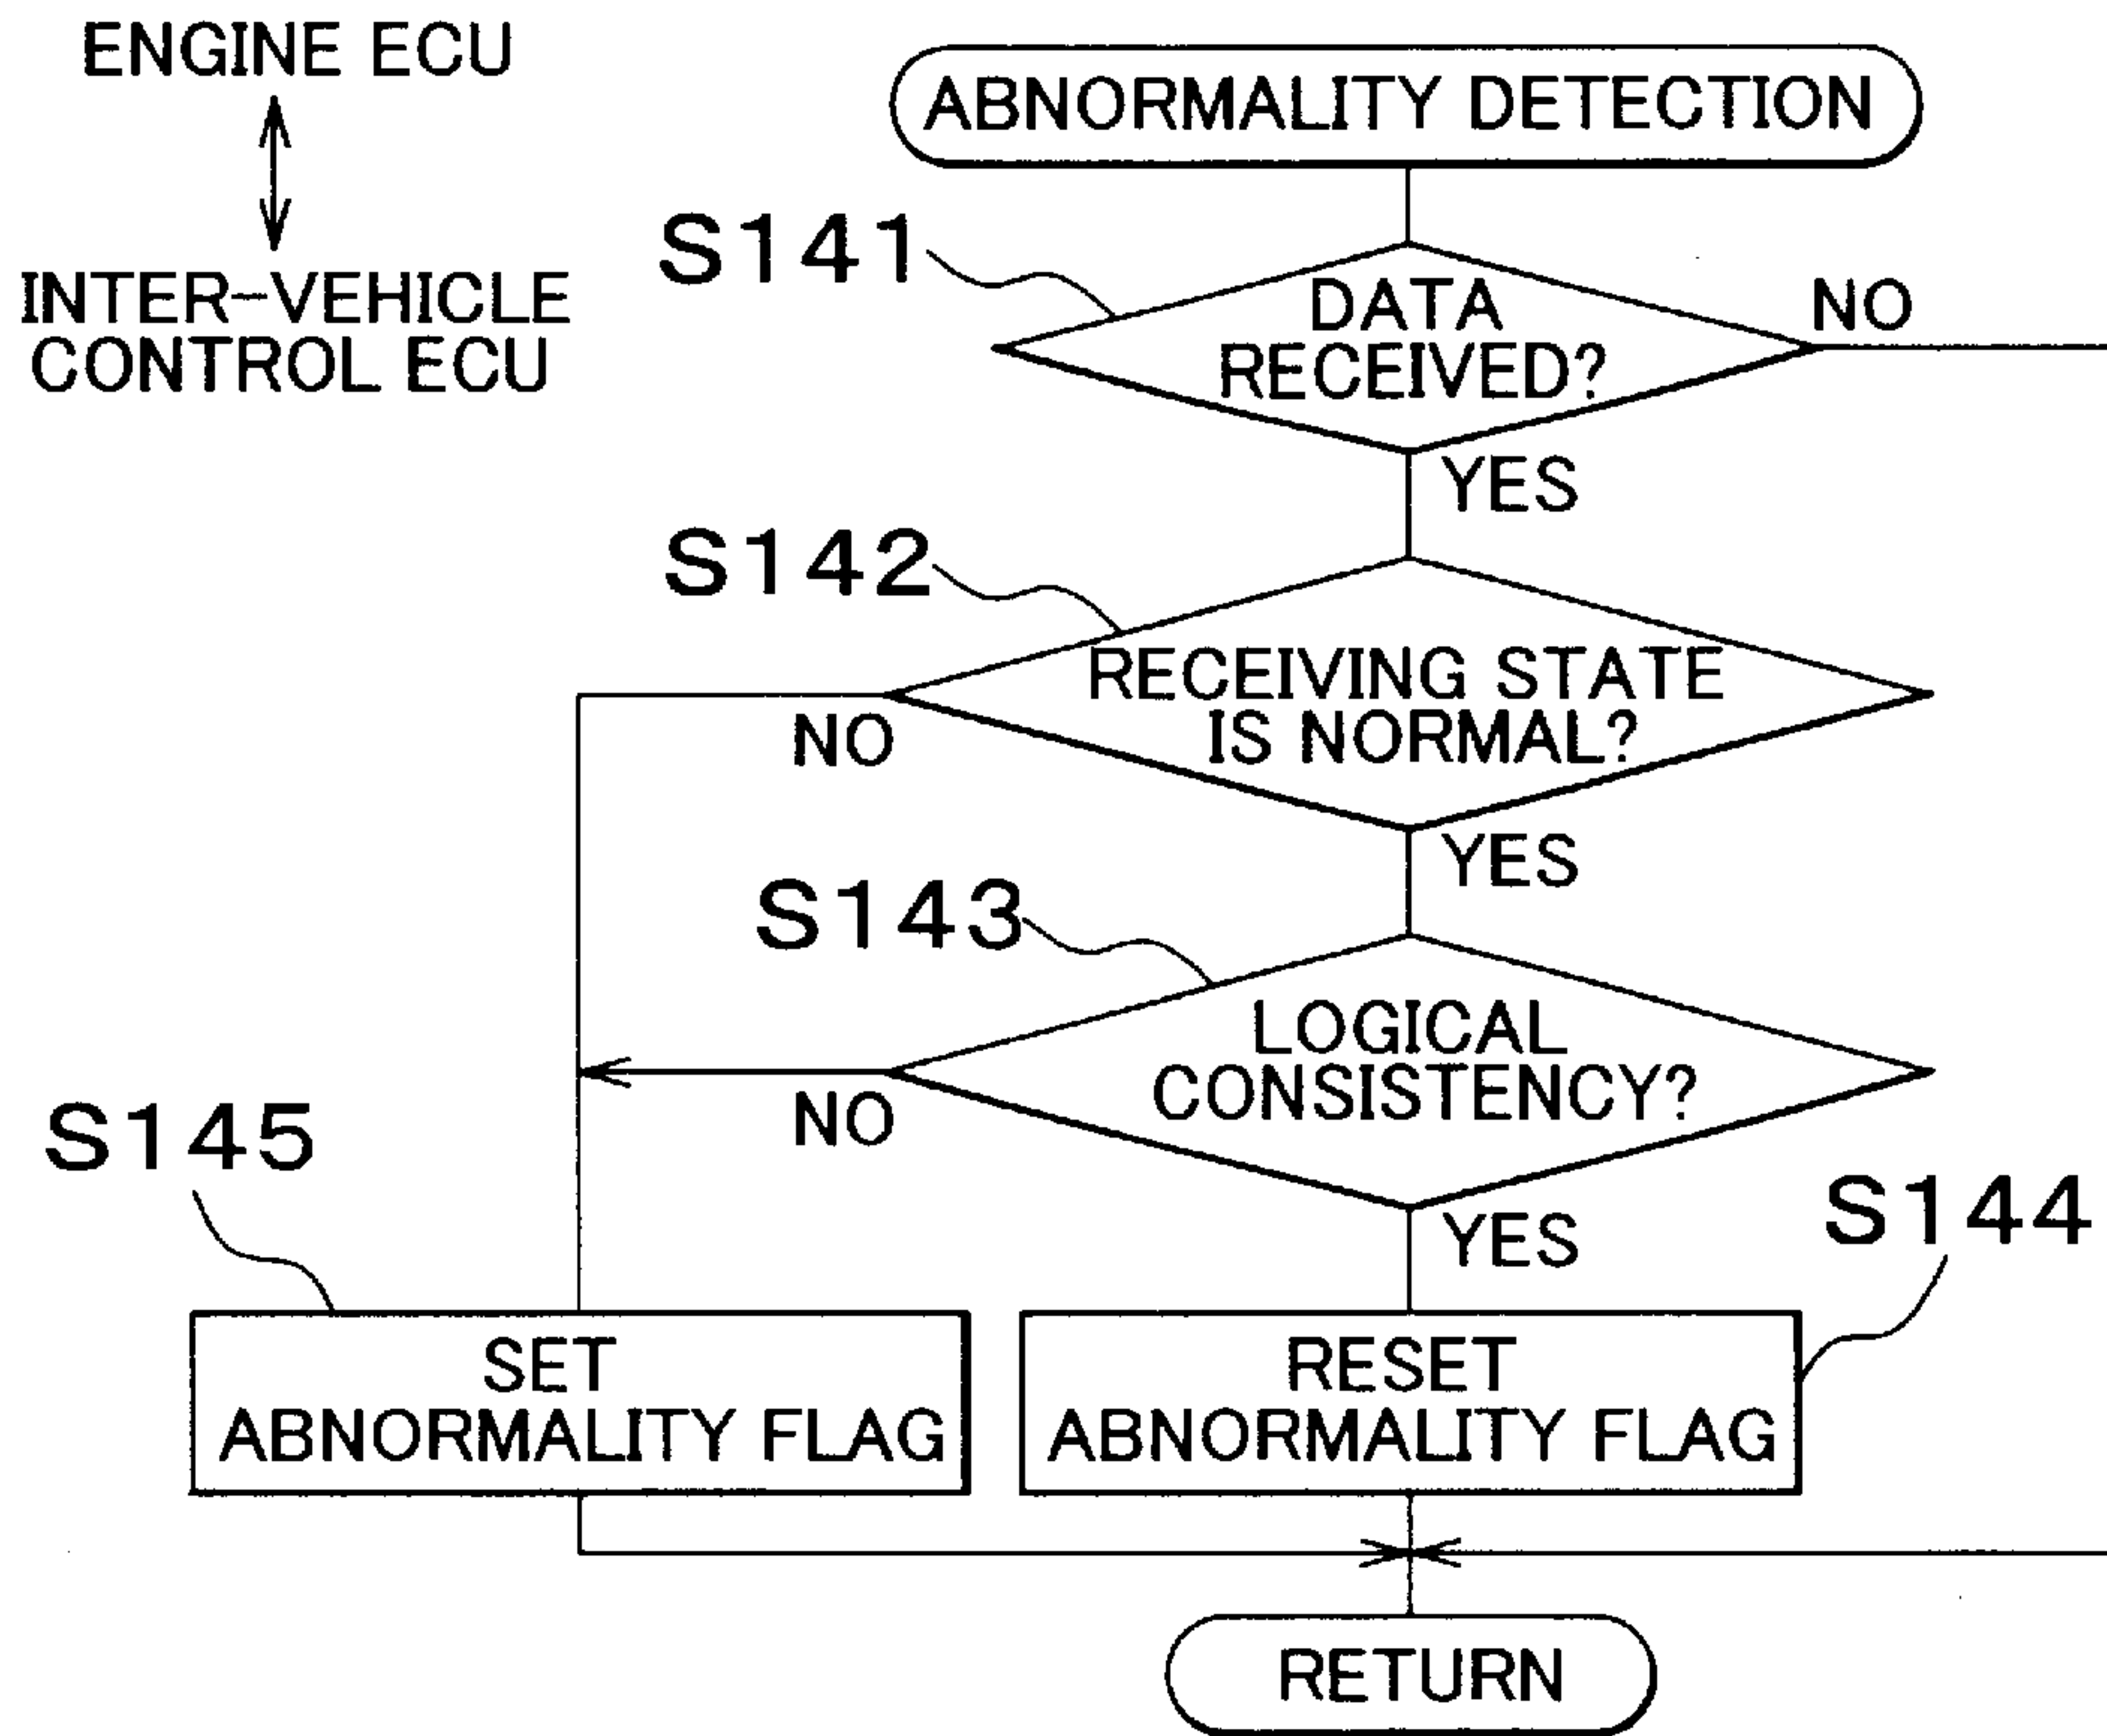 ENGINE ECU
INTER-VEHICLE
CONTROL ECU
ABNORMALITY DETECTION
S141
DATA
RECEIVED?
NO
YES
S142
RECEIVING STATE
IS NORMAL?
NO
YES
S143
LOGICAL
CONSISTENCY?
NO
YES
S145
S144
SET
ABNORMALITY FLAG
RESET
ABNORMALITY FLAG
RETURN